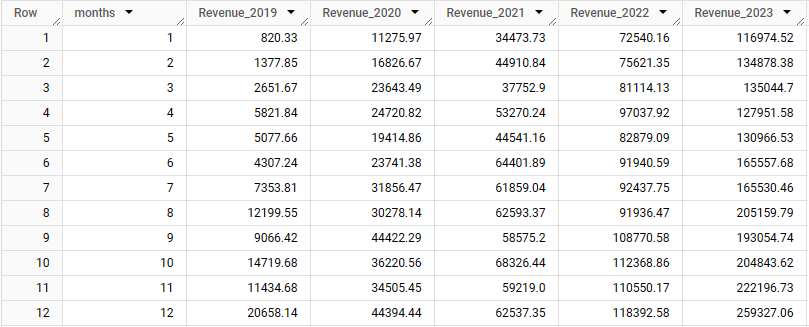 Row months Revenue_2019 Revenue_2020 Revenue_2021 Revenue_2022 Revenue_2023
1 1 820.33 11275.97 34473.73 72540.16 116974.52
2 2 1377.85 16826.67 44910.84 75621.35 134878.38
3 3 2651.67 23643.49 37752.9 81114.13 135044.7
4 4 5821.84 24720.82 53270.24 97037.92 127951.58
5 5 5077.66 19414.86 44541.16 82879.09 130966.53
6 6 4307.24 23741.38 64401.89 91940.59 165557.68
7 7 7353.81 31856.47 61859.04 92437.75 165530.46
8 8 12199.55 30278.14 62593.37 91936.47 205159.79
9 9 9066.42 44422.29 58575.2 108770.58 193054.74
10 10 14719.68 36220.56 68326.44 112368.86 204843.62
11 11 11434.68 34505.45 59219.0 110550.17 222196.73
12 12 20658.14 44394.44 62537.35 118392.58 259327.06